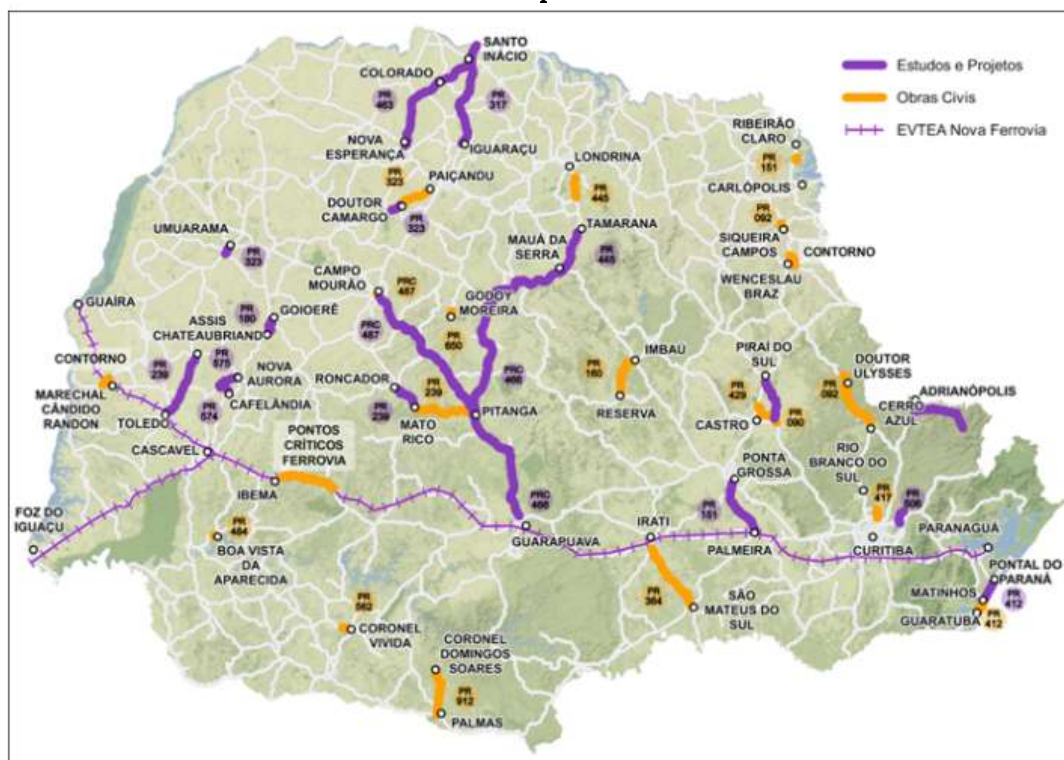 SANTO
INÁCIO
COLORADO
PR
463
PR
317
NOVA
ESPERANÇA
IGUARAÇU
Estudos e Projetos
Obras Civis
EVTEA Nova Ferrovia
RIBEIRÃO
CLARO
PR
151
CARLÓPOLIS
LONDRINA
PR
445
PR
323
PAIÇANDU
DOUTOR
CAMARGO
PR
323
TAMARANA
PR
445
MAUÁ DA
SERRA
PR
092
SIQUEIRA
CAMPOS
CONTORNO
WENCESLAU
BRAZ
UMUARAMA
PR
323
CAMPO
MOURÃO
PRC
487
PRC
487
GODOY
MOREIRA
PR
650
GUAÍRA
PR
180
GOIOERÊ
ASSIS
CHATEAUBRIAND
CONTORNO
PR
239
PR
575
NOVA
AURORA
MARECHAL
CÂNDIDO
RANDON
CAFELÂNDIA
PR
574
TOLEDO
RONCADOR
PR
239
PR
239
MATO
RICO
PRC
466
PITANGA
IMBAÚ
PR
160
RESERVA
PIRAÍ DO
SUL
PR
429
CASTRO
PR
090
DOUTOR
ULYSSES
PR
092
ADRIANÓPOLIS
CERRO
AZUL
CASCAVEL
PONTOS
CRÍTICOS
FERROVIA
IBEMA
PONTA
GROSSA
RIO
BRANCO DO
SUL
PR
417
PR
506
FOZ DO
IGUAÇU
PR
484
BOA VISTA
DA
APARECIDA
PRC
466
GUARAPUAVA
IRATI
PR
151
PALMEIRA
CURITIBA
PARANAGUÁ
PONTAL DO
PARANÁ
MATINHOS
PR
412
GUARATUBA
PR
412
PR
364
SÃO
MATEUS DO
SUL
PR
562
CORONEL
VIVIDA
CORONEL
DOMINGOS
SOARES
PR
912
PALMAS